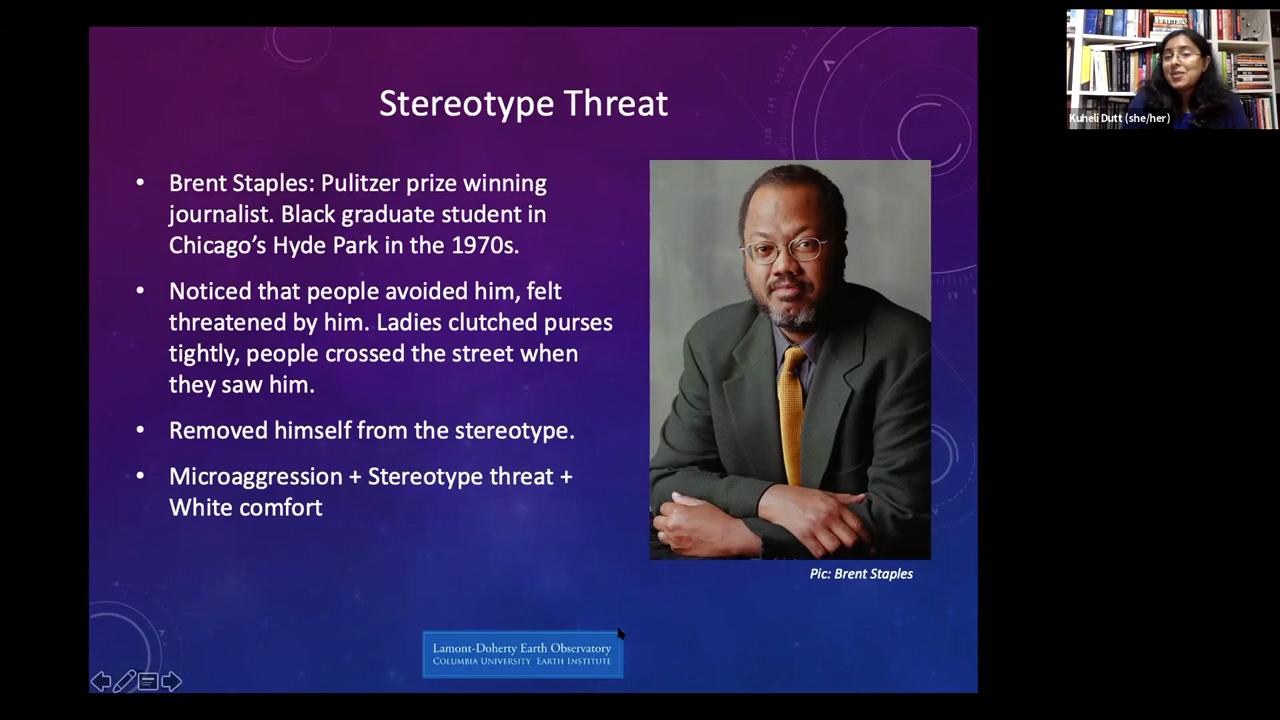 Stereotype Threat
• Brent Staples: Pulitzer prize winning
journalist. Black graduate student in
Chicago's Hyde Park in the 1970s.
• Noticed that people avoided him, felt
threatened by him. Ladies clutched purses
tightly, people crossed the street when
they saw him.
• Removed himself from the stereotype.
• Microaggression + Stereotype threat +
White comfort
Pic: Brent Staples
Lamont-Doherty Earth Observatory
COLUMBIA UNIVERSITY EARTH INSTITUTE
Kuheli Dutt (she/her)